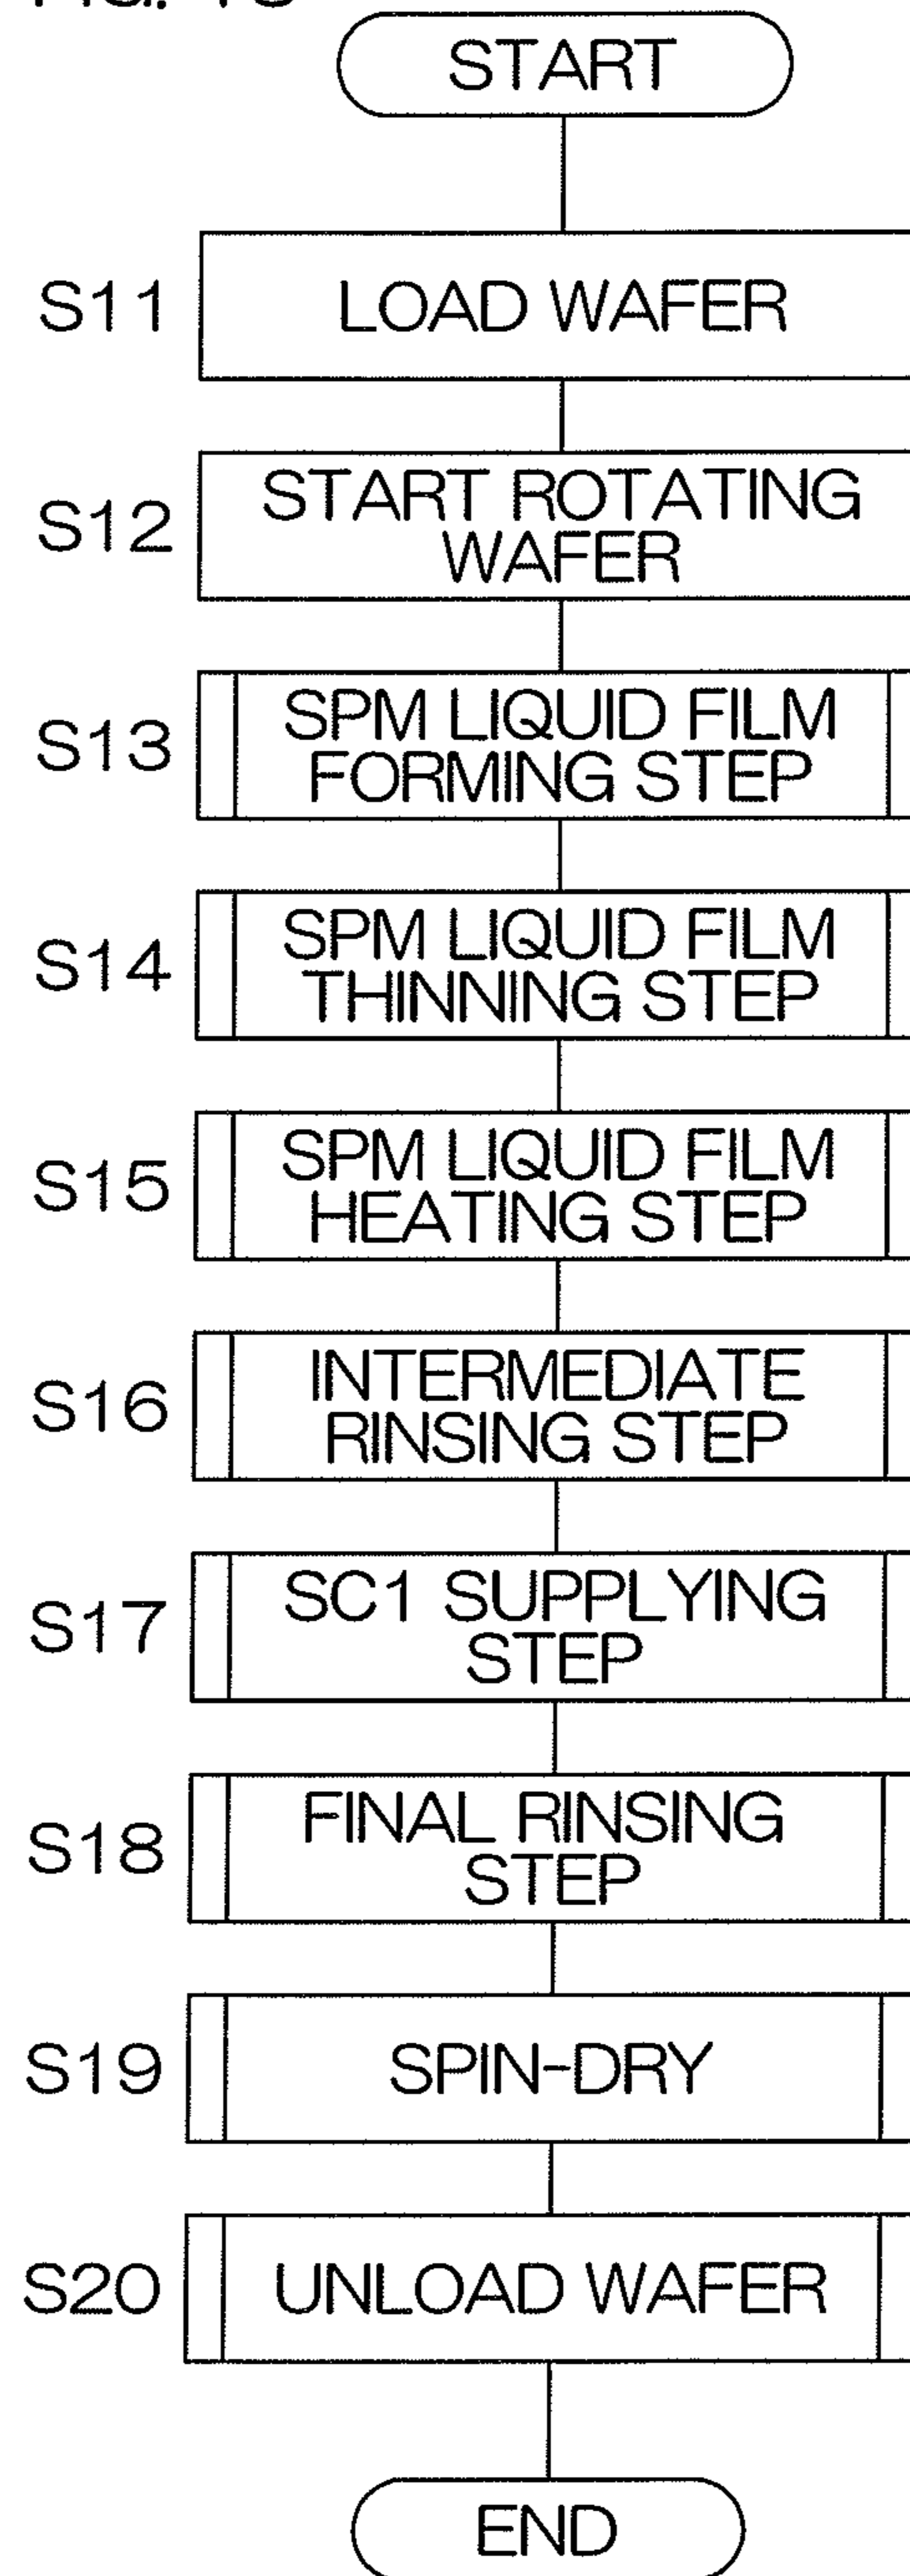 START
S11 LOAD WAFER
S12 START ROTATING
WAFER
S13 SPM LIQUID FILM
FORMING STEP
S14 SPM LIQUID FILM
THINNING STEP
S15 SPM LIQUID FILM
HEATING STEP
S16 INTERMEDIATE
RINSING STEP
S17 SC1 SUPPLYING
STEP
S18 FINAL RINSING
STEP
S19 SPIN-DRY
S20 UNLOAD WAFER
END